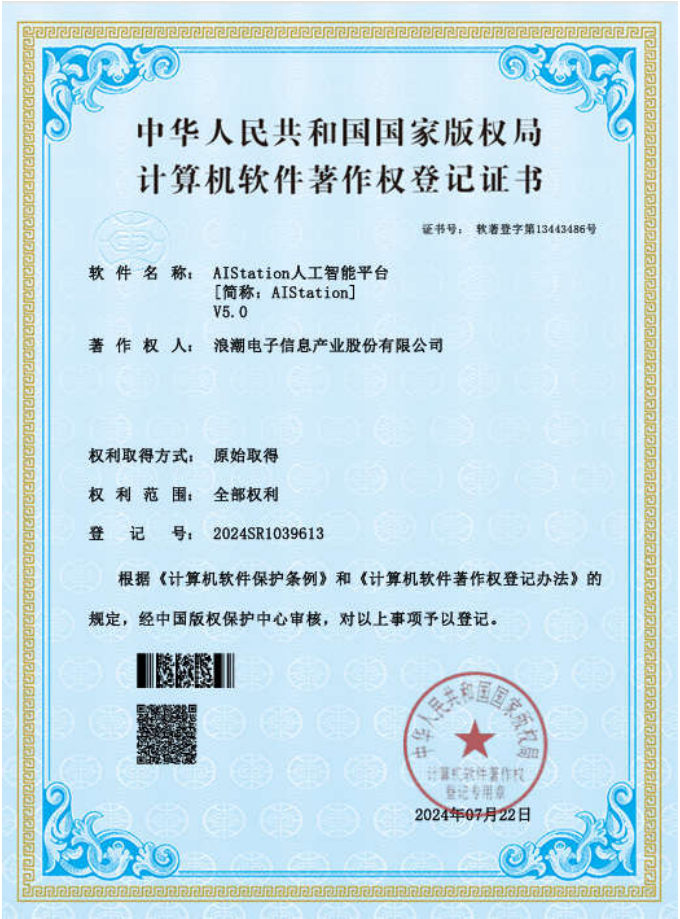 中华人民共和国国家版权局
计算机软件著作权登记证书
证书号： 软著登字第13443486号
软件名称： AIStation人工智能平台
[简称：AIStation]
V5.0
著作权人： 浪潮电子信息产业股份有限公司
权利取得方式： 原始取得
权利范围： 全部权利
登记号： 2024SR1039613
根据《计算机软件保护条例》和《计算机软件著作权登记办法》的
规定，经中国版权保护中心审核，对以上事项予以登记。
中华人民共和国国家版权局
计算机软件著作权
登记专用章
2024年07月22日